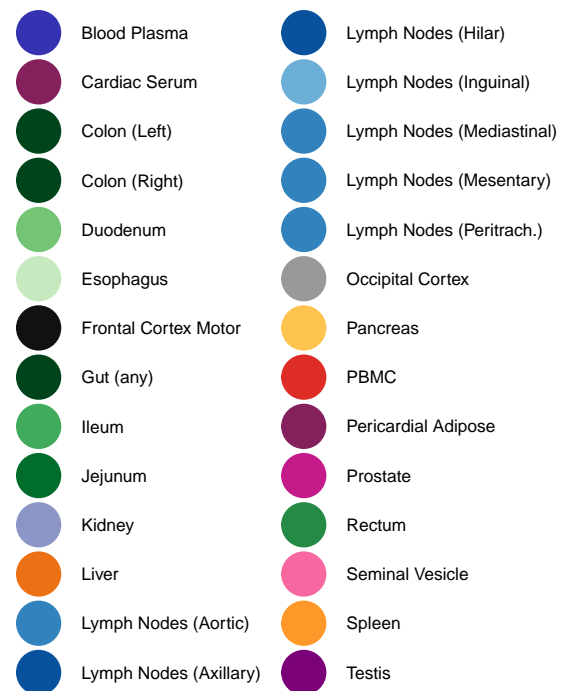 Blood Plasma
Cardiac Serum
Colon (Left)
Colon (Right)
Duodenum
Esophagus
Frontal Cortex Motor
Gut (any)
Ileum
Jejunum
Kidney
Liver
Lymph Nodes (Aortic)
Lymph Nodes (Axillary)
Lymph Nodes (Hilar)
Lymph Nodes (Inguinal)
Lymph Nodes (Mediastinal)
Lymph Nodes (Mesentary)
Lymph Nodes (Peritrach.)
Occipital Cortex
Pancreas
PBMC
Pericardial Adipose
Prostate
Rectum
Seminal Vesicle
Spleen
Testis